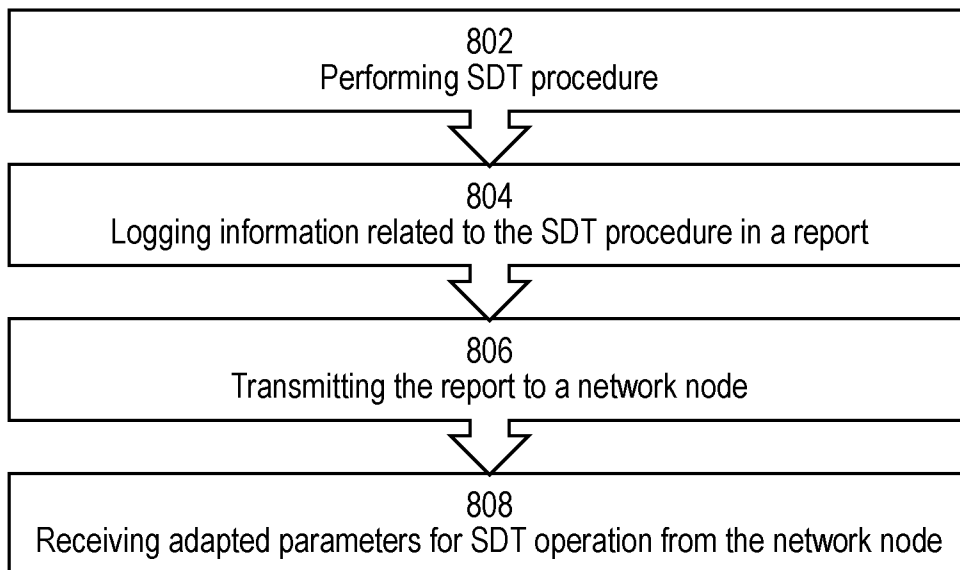 802
Performing SDT procedure
804
Logging information related to the SDT procedure in a report
806
Transmitting the report to a network node
808
Receiving adapted parameters for SDT operation from the network node